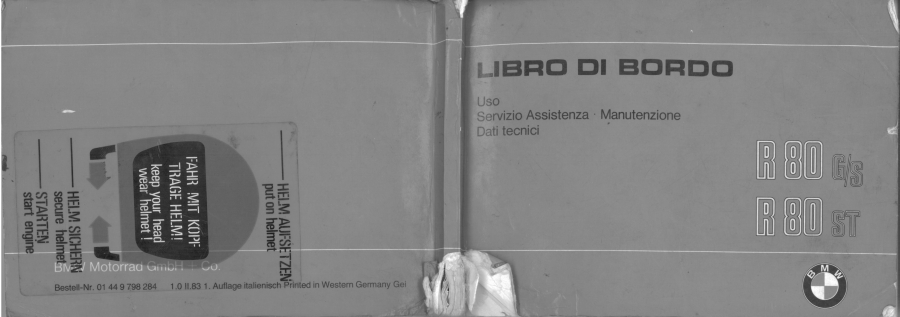 LIBRO DI BORDO
Uso
Servizio Assistenza · Manutenzione
Dati tecnici
R 80 G/S
R 80 ST
BMW
HELM AUFSETZEN
put on helmet
FAHR MIT KOPF
TRAGE HELM!
keep your head
wear helmet!
HELM SICHERN
secure helmet
STARTEN
start engine
BMW Motorrad GmbH + Co.
Bestell-Nr. 01 44 9 798 284 1.0 II.83 1. Auflage italienisch Printed in Western Germany